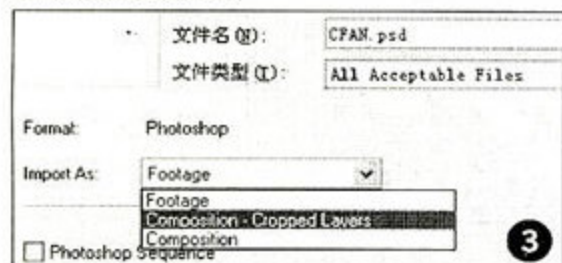 文件名(N): CFAN.psd
文件类型(T): All Acceptable Files
Format: Photoshop
Import As: Footage
Footage
Composition - Cropped Layers
Composition
Photoshop Sequence
3